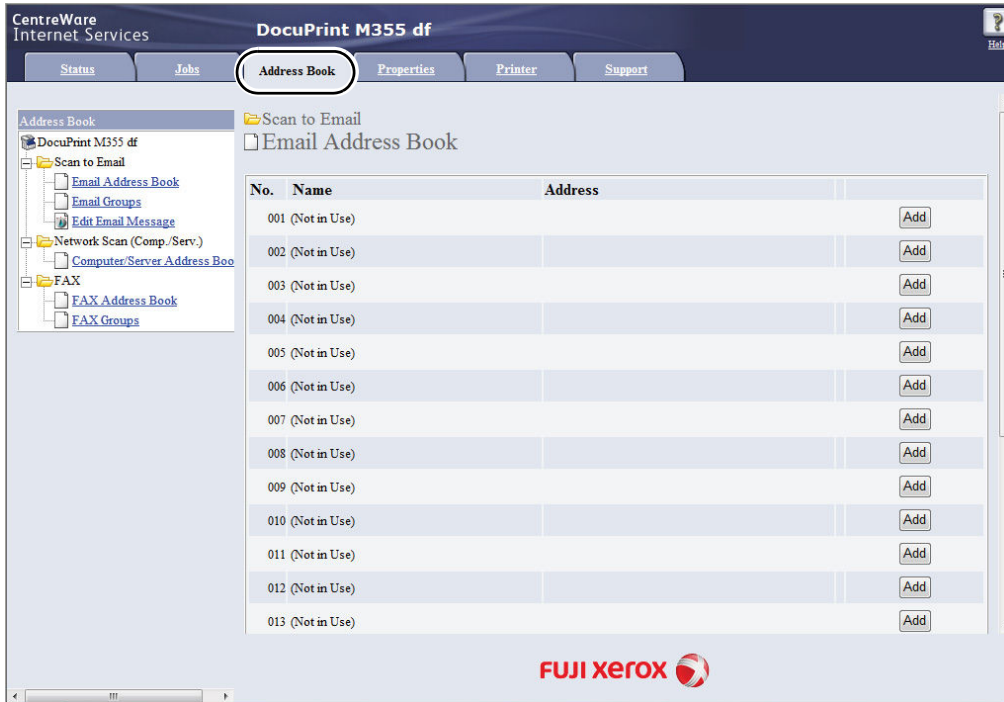 CentreWare
Internet Services
DocuPrint M355 df
Help
Status Jobs Address Book Properties Printer Support
Address Book
DocuPrint M355 df
Scan to Email
Email Address Book
Email Groups
Edit Email Message
Network Scan (Comp./Serv.)
Computer/Server Address Boo
FAX
FAX Address Book
FAX Groups
Scan to Email
Email Address Book
No. Name Address
001 (Not in Use) Add
002 (Not in Use) Add
003 (Not in Use) Add
004 (Not in Use) Add
005 (Not in Use) Add
006 (Not in Use) Add
007 (Not in Use) Add
008 (Not in Use) Add
009 (Not in Use) Add
010 (Not in Use) Add
011 (Not in Use) Add
012 (Not in Use) Add
013 (Not in Use) Add
FUJI xerox